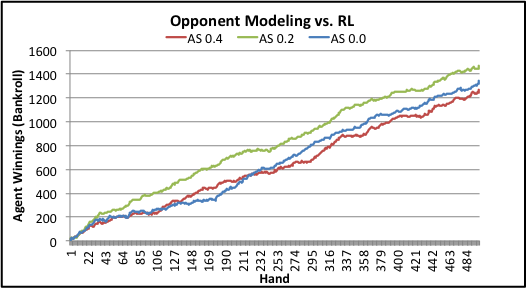 Opponent Modeling vs. RL
AS 0.4 AS 0.2 AS 0.0
Agent Winnings (Bankroll)
1600
1400
1200
1000
800
600
400
200
0
1 22 43 64 85 106 127 148 169 190 211 232 253 274 295 316 337 358 379 400 421 442 463 484
Hand